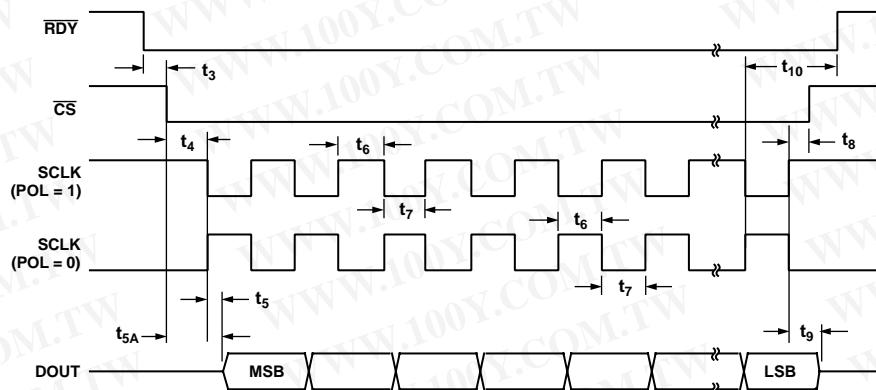 RDY
t3
t10
CS
t4
t6
t8
SCLK
(POL = 1)
t7
t6
SCLK
(POL = 0)
t7
t5
t5A
t9
DOUT
MSB
LSB
WWW.100Y.COM.TW